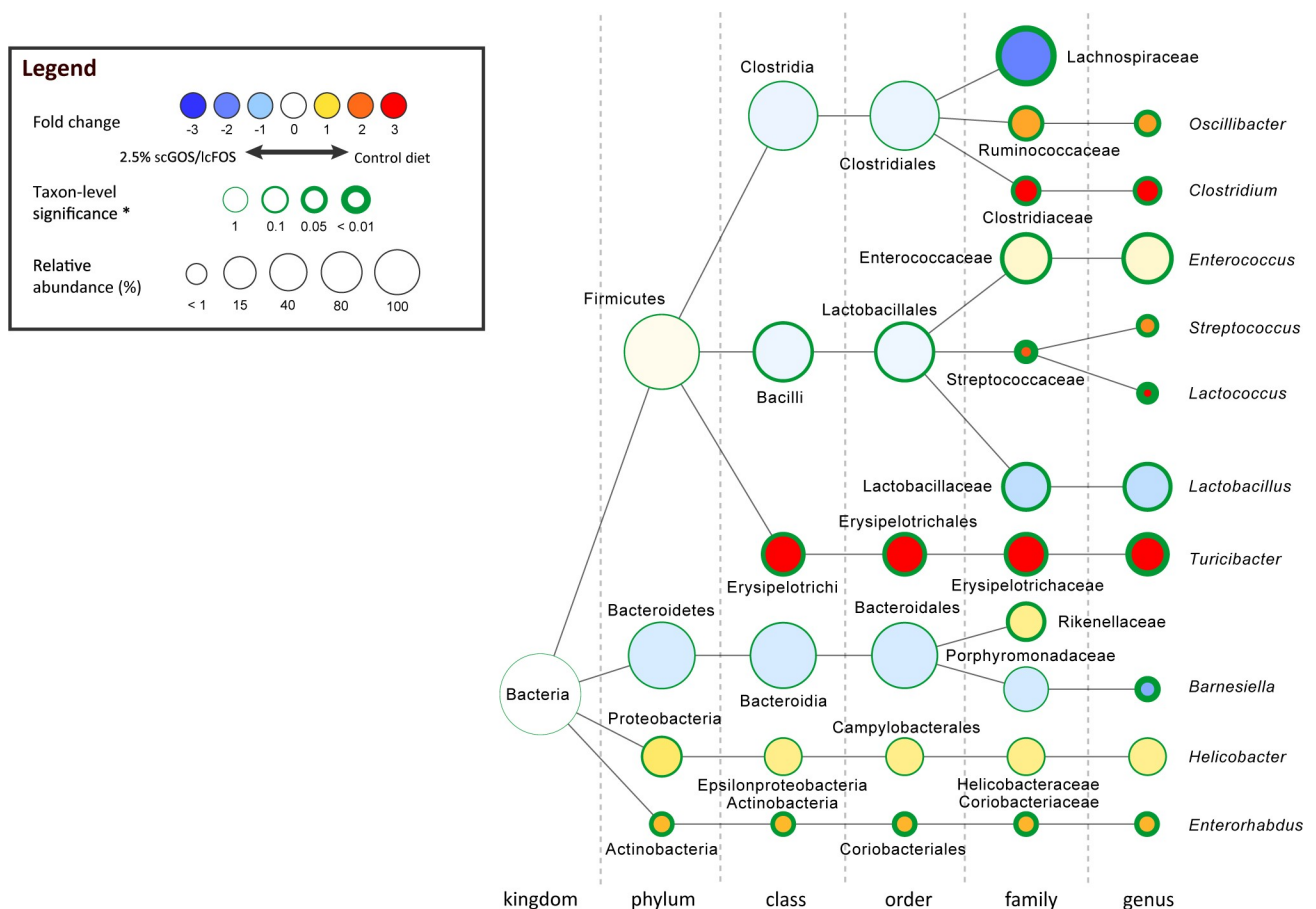 Legend
Fold change
-3 -2 -1 0 1 2 3
2.5% scGOS/lcFOS Control diet
Taxon-level
significance *
1 0.1 0.05 < 0.01
Relative
abundance (%)
< 1 15 40 80 100
Clostridia
Lachnospiraceae
Oscillibacter
Ruminococcaceae
Clostridiales
Clostridium
Clostridiaceae
Enterococcaceae
Enterococcus
Firmicutes
Lactobacillales
Streptococcus
Streptococcaceae
Bacilli
Lactococcus
Lactobacillaceae
Lactobacillus
Erysipelotrichales
Turicibacter
Erysipelotrichi
Erysipelotrichaceae
Bacteroidetes
Bacteroidales
Rikenellaceae
Porphyromonadaceae
Bacteria
Barnesiella
Bacteroidia
Proteobacteria
Campylobacterales
Helicobacter
Epsilonproteobacteria
Helicobacteraceae
Actinobacteria
Coriobacteriaceae
Enterorhabdus
Actinobacteria
Coriobacteriales
kingdom phylum class order family genus